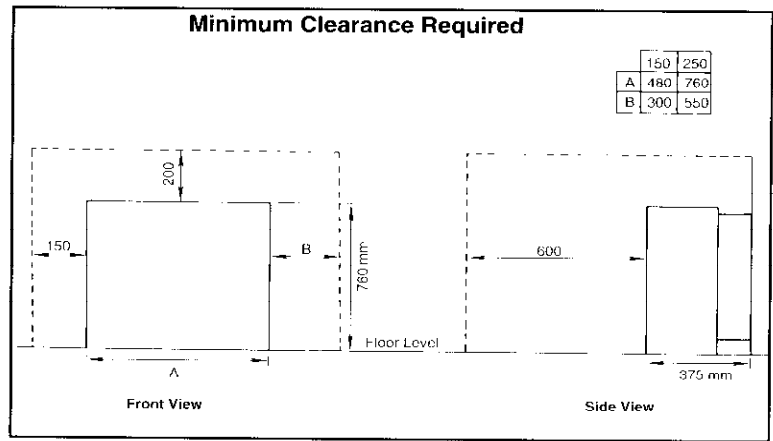 Minimum Clearance Required
150 250
A 480 760
B 300 550
200
150
B
760 mm
600
Floor Level
A
375 mm
Front View
Side View